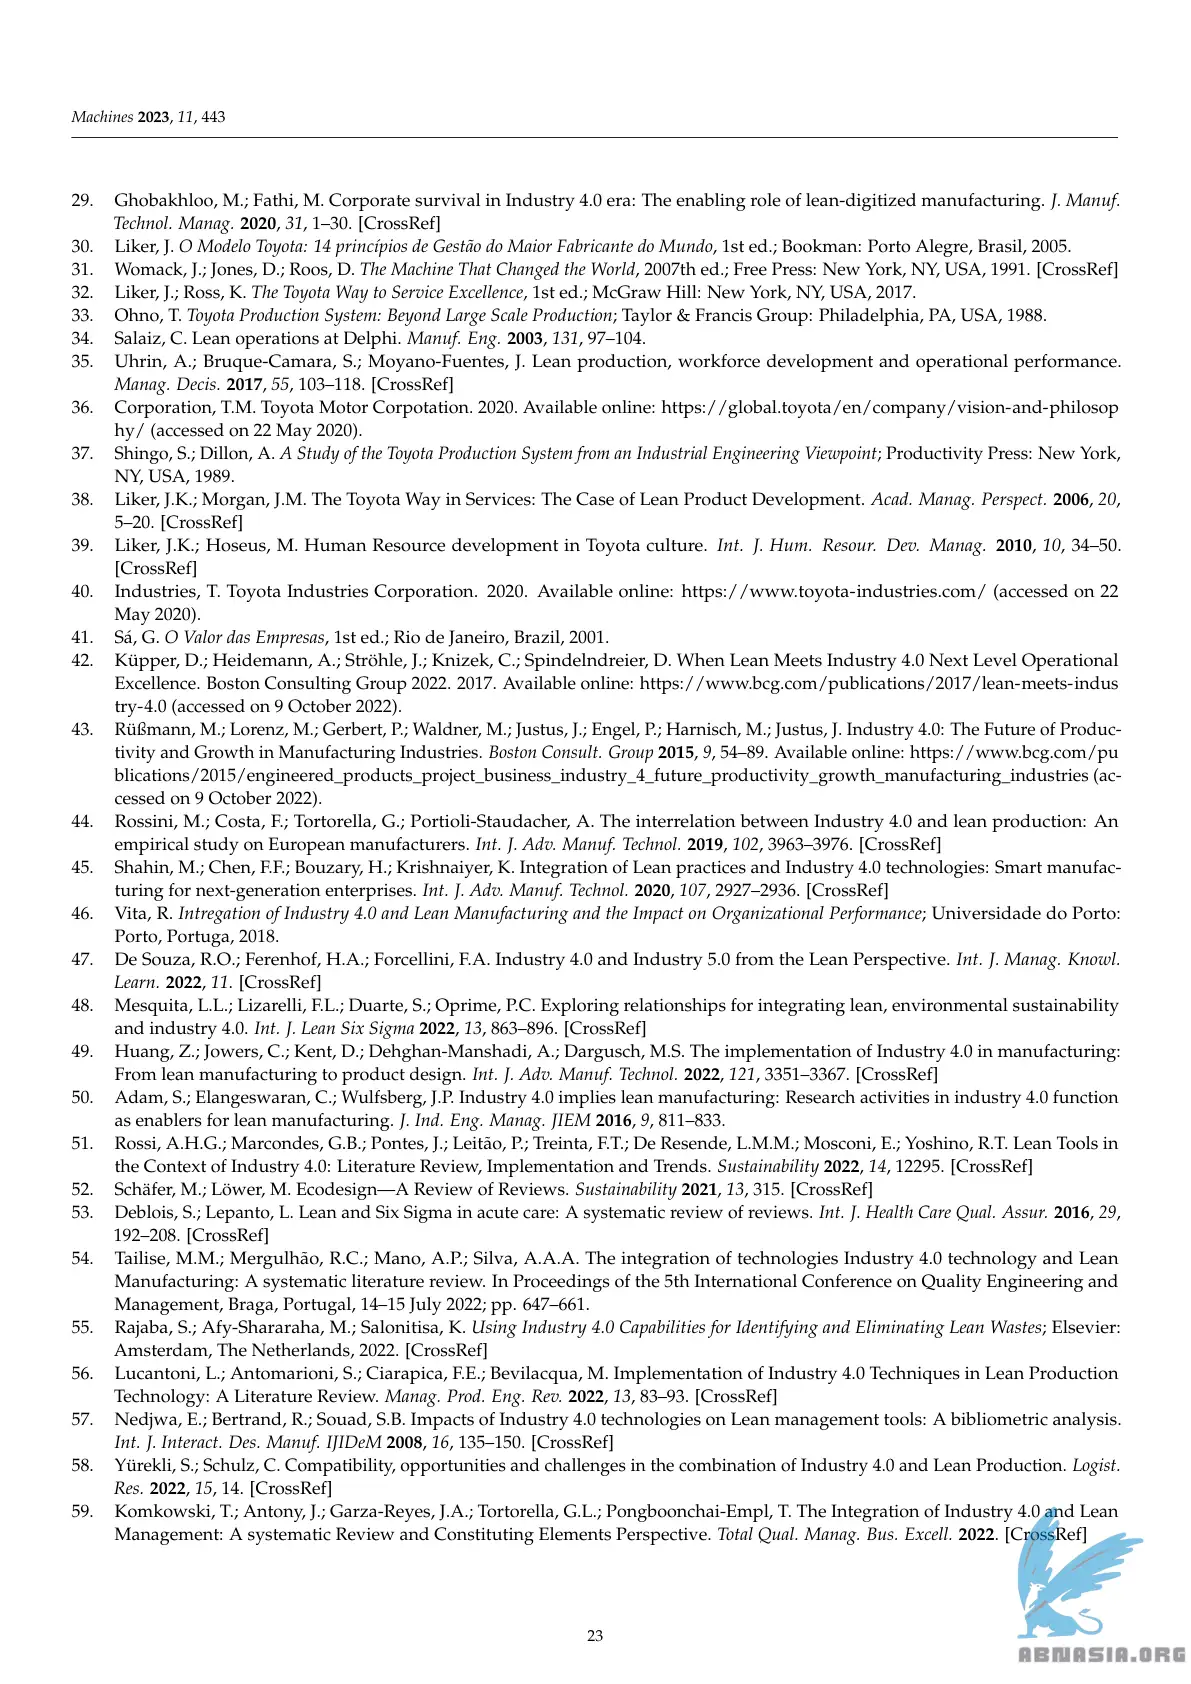 Machines 2023, 11, 443
29. Ghobakhloo, M.; Fathi, M. Corporate survival in Industry 4.0 era: The enabling role of lean-digitized manufacturing. J. Manuf.
Technol. Manag. 2020, 31, 1–30. [CrossRef]
30. Liker, J. O Modelo Toyota: 14 princípios de Gestão do Maior Fabricante do Mundo, 1st ed.; Bookman: Porto Alegre, Brasil, 2005.
31. Womack, J.; Jones, D.; Roos, D. The Machine That Changed the World, 2007th ed.; Free Press: New York, NY, USA, 1991. [CrossRef]
32. Liker, J.; Ross, K. The Toyota Way to Service Excellence, 1st ed.; McGraw Hill: New York, NY, USA, 2017.
33. Ohno, T. Toyota Production System: Beyond Large Scale Production; Taylor & Francis Group: Philadelphia, PA, USA, 1988.
34. Salaiz, C. Lean operations at Delphi. Manuf. Eng. 2003, 131, 97–104.
35. Uhrin, A.; Bruque-Camara, S.; Moyano-Fuentes, J. Lean production, workforce development and operational performance.
Manag. Decis. 2017, 55, 103–118. [CrossRef]
36. Corporation, T.M. Toyota Motor Corpotation. 2020. Available online: https://global.toyota/en/company/vision-and-philosop
hy/ (accessed on 22 May 2020).
37. Shingo, S.; Dillon, A. A Study of the Toyota Production System from an Industrial Engineering Viewpoint; Productivity Press: New York,
NY, USA, 1989.
38. Liker, J.K.; Morgan, J.M. The Toyota Way in Services: The Case of Lean Product Development. Acad. Manag. Perspect. 2006, 20,
5–20. [CrossRef]
39. Liker, J.K.; Hoseus, M. Human Resource development in Toyota culture. Int. J. Hum. Resour. Dev. Manag. 2010, 10, 34–50.
[CrossRef]
40. Industries, T. Toyota Industries Corporation. 2020. Available online: https://www.toyota-industries.com/ (accessed on 22
May 2020).
41. Sá, G. O Valor das Empresas, 1st ed.; Rio de Janeiro, Brazil, 2001.
42. Küpper, D.; Heidemann, A.; Ströhle, J.; Knizek, C.; Spindelndreier, D. When Lean Meets Industry 4.0 Next Level Operational
Excellence. Boston Consulting Group 2022. 2017. Available online: https://www.bcg.com/publications/2017/lean-meets-indus
try-4.0 (accessed on 9 October 2022).
43. Rüßmann, M.; Lorenz, M.; Gerbert, P.; Waldner, M.; Justus, J.; Engel, P.; Harnisch, M.; Justus, J. Industry 4.0: The Future of Produc-
tivity and Growth in Manufacturing Industries. Boston Consult. Group 2015, 9, 54–89. Available online: https://www.bcg.com/pu
blications/2015/engineered_products_project_business_industry_4_future_productivity_growth_manufacturing_industries (ac-
cessed on 9 October 2022).
44. Rossini, M.; Costa, F.; Tortorella, G.; Portioli-Staudacher, A. The interrelation between Industry 4.0 and lean production: An
empirical study on European manufacturers. Int. J. Adv. Manuf. Technol. 2019, 102, 3963–3976. [CrossRef]
45. Shahin, M.; Chen, F.F.; Bouzary, H.; Krishnaiyer, K. Integration of Lean practices and Industry 4.0 technologies: Smart manufac-
turing for next-generation enterprises. Int. J. Adv. Manuf. Technol. 2020, 107, 2927–2936. [CrossRef]
46. Vita, R. Intregation of Industry 4.0 and Lean Manufacturing and the Impact on Organizational Performance; Universidade do Porto:
Porto, Portuga, 2018.
47. De Souza, R.O.; Ferenhof, H.A.; Forcellini, F.A. Industry 4.0 and Industry 5.0 from the Lean Perspective. Int. J. Manag. Knowl.
Learn. 2022, 11. [CrossRef]
48. Mesquita, L.L.; Lizarelli, F.L.; Duarte, S.; Oprime, P.C. Exploring relationships for integrating lean, environmental sustainability
and industry 4.0. Int. J. Lean Six Sigma 2022, 13, 863–896. [CrossRef]
49. Huang, Z.; Jowers, C.; Kent, D.; Dehghan-Manshadi, A.; Dargusch, M.S. The implementation of Industry 4.0 in manufacturing:
From lean manufacturing to product design. Int. J. Adv. Manuf. Technol. 2022, 121, 3351–3367. [CrossRef]
50. Adam, S.; Elangeswaran, C.; Wulfsberg, J.P. Industry 4.0 implies lean manufacturing: Research activities in industry 4.0 function
as enablers for lean manufacturing. J. Ind. Eng. Manag. JIEM 2016, 9, 811–833.
51. Rossi, A.H.G.; Marcondes, G.B.; Pontes, J.; Leitão, P.; Treinta, F.T.; De Resende, L.M.M.; Mosconi, E.; Yoshino, R.T. Lean Tools in
the Context of Industry 4.0: Literature Review, Implementation and Trends. Sustainability 2022, 14, 12295. [CrossRef]
52. Schäfer, M.; Löwer, M. Ecodesign—A Review of Reviews. Sustainability 2021, 13, 315. [CrossRef]
53. Deblois, S.; Lepanto, L. Lean and Six Sigma in acute care: A systematic review of reviews. Int. J. Health Care Qual. Assur. 2016, 29,
192–208. [CrossRef]
54. Tailise, M.M.; Mergulhão, R.C.; Mano, A.P.; Silva, A.A.A. The integration of technologies Industry 4.0 technology and Lean
Manufacturing: A systematic literature review. In Proceedings of the 5th International Conference on Quality Engineering and
Management, Braga, Portugal, 14–15 July 2022; pp. 647–661.
55. Rajaba, S.; Afy-Shararaha, M.; Salonitisa, K. Using Industry 4.0 Capabilities for Identifying and Eliminating Lean Wastes; Elsevier:
Amsterdam, The Netherlands, 2022. [CrossRef]
56. Lucantoni, L.; Antomarioni, S.; Ciarapica, F.E.; Bevilacqua, M. Implementation of Industry 4.0 Techniques in Lean Production
Technology: A Literature Review. Manag. Prod. Eng. Rev. 2022, 13, 83–93. [CrossRef]
57. Nedjwa, E.; Bertrand, R.; Souad, S.B. Impacts of Industry 4.0 technologies on Lean management tools: A bibliometric analysis.
Int. J. Interact. Des. Manuf. IJIDeM 2008, 16, 135–150. [CrossRef]
58. Yürekli, S.; Schulz, C. Compatibility, opportunities and challenges in the combination of Industry 4.0 and Lean Production. Logist.
Res. 2022, 15, 14. [CrossRef]
59. Komkowski, T.; Antony, J.; Garza-Reyes, J.A.; Tortorella, G.L.; Pongboonchai-Empl, T. The Integration of Industry 4.0 and Lean
Management: A systematic Review and Constituting Elements Perspective. Total Qual. Manag. Bus. Excell. 2022. [CrossRef]
23
ABNASIA.ORG